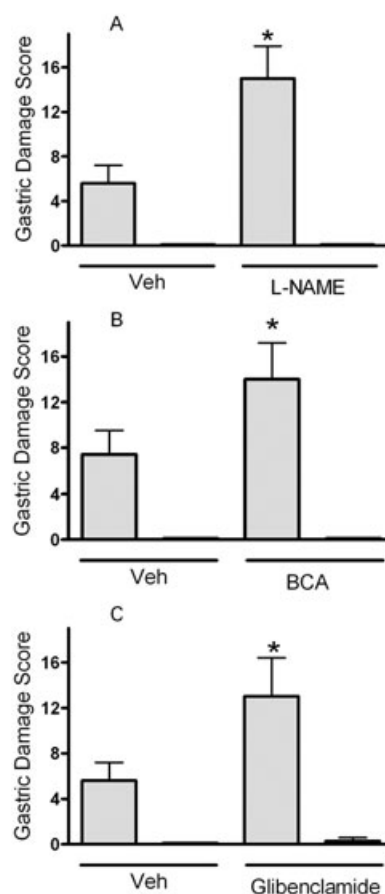 A
Gastric Damage Score
16
12
8
4
0
*
Veh
L-NAME
B
Gastric Damage Score
16
12
8
4
0
*
Veh
BCA
C
Gastric Damage Score
16
12
8
4
0
*
Veh
Glibenclamide